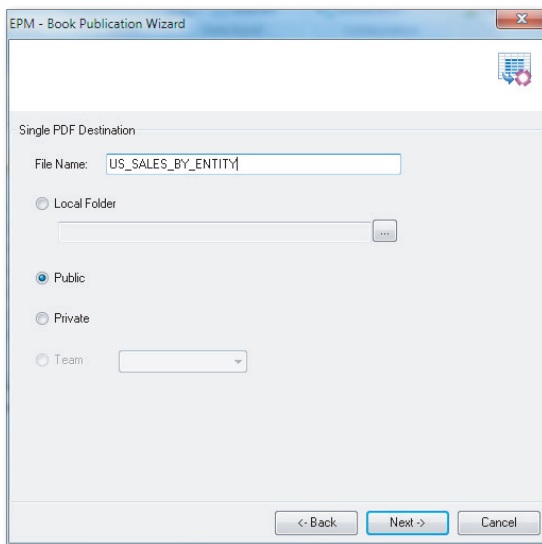 EPM - Book Publication Wizard
Single PDF Destination
File Name: US_SALES_BY_ENTITY
Local Folder
...
Public
Private
Team
<- Back Next -> Cancel